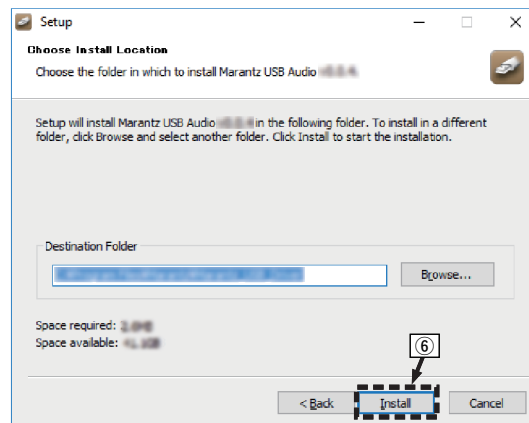 Setup
Choose Install Location
Choose the folder in which to install Marantz USB Audio
Setup will install Marantz USB Audio in the following folder. To install in a different
folder, click Browse and select another folder. Click Install to start the installation.
Destination Folder
Browse...
Space required:
Space available:
⑥
< Back Install Cancel